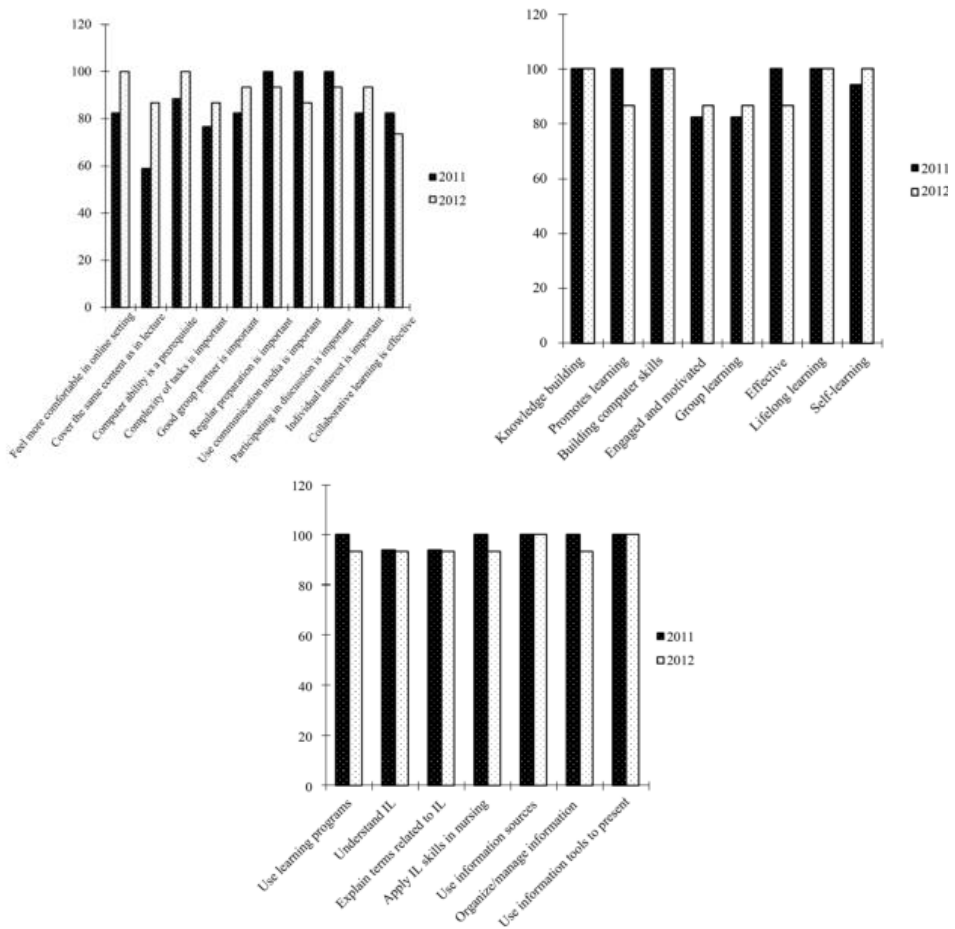 120
100
80
60
40
20
0
2011
2012
Feel more comfortable in online setting
Cover the same content as in lecture
Computer ability is a prerequisite
Complexity of tasks is important
Good group partner is important
Regular preparation is important
Use communication media is important
Participating in discussion is important
Individual interest is important
Collaborative learning is effective
120
100
80
60
40
20
0
2011
2012
Knowledge building
Promotes learning
Building computer skills
Engaged and motivated
Group learning
Effective
Lifelong learning
Self-learning
120
100
80
60
40
20
0
2011
2012
Use learning programs
Understand IL
Explain terms related to IL
Apply IL skills in nursing
Use information sources
Organize/manage information
Use information tools to present